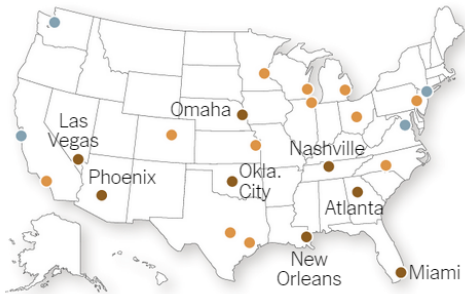 Omaha
Las
Vegas
Nashville
Phoenix
Okla.
City
Atlanta
New
Orleans
Miami